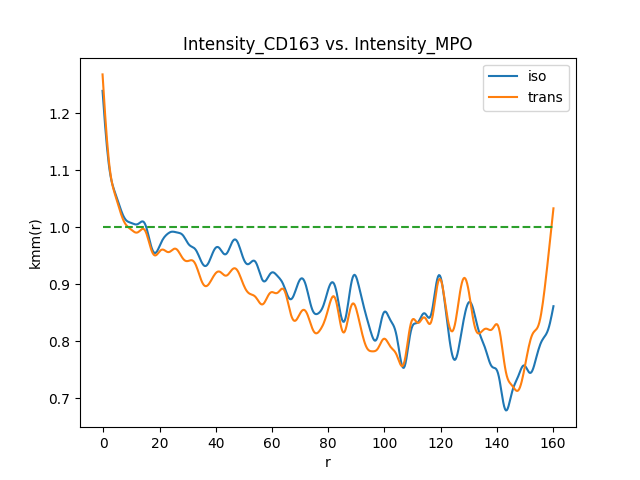 Intensity_CD163 vs. Intensity_MPO
iso
trans
kmm(r)
1.2
1.1
1.0
0.9
0.8
0.7
0 20 40 60 80 100 120 140 160
r